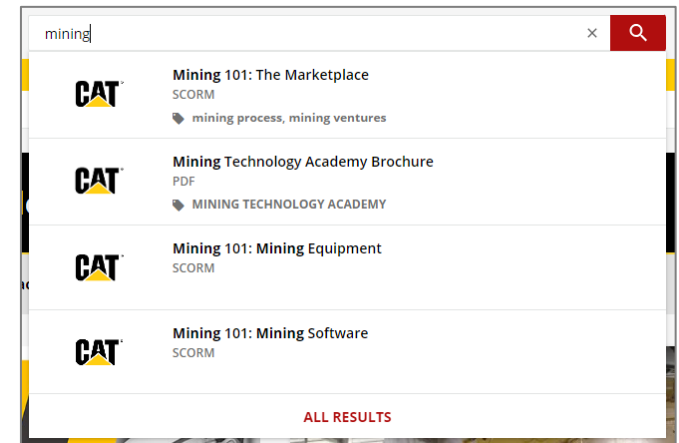 mining
Mining 101: The Marketplace
SCORM
mining process, mining ventures
CAT
Mining Technology Academy Brochure
PDF
MINING TECHNOLOGY ACADEMY
CAT
Mining 101: Mining Equipment
SCORM
CAT
Mining 101: Mining Software
SCORM
CAT
ALL RESULTS